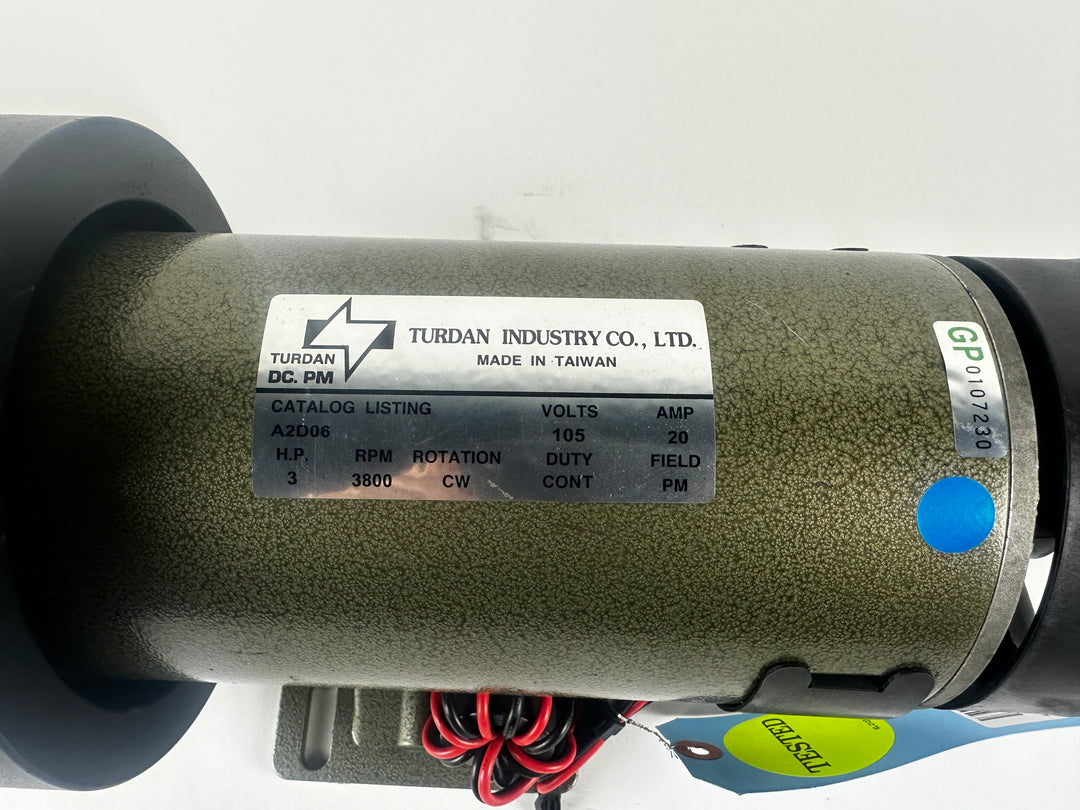 TURDAN INDUSTRY CO., LTD.
MADE IN TAIWAN
TURDAN
DC. PM
CATALOG LISTING VOLTS AMP
A2D06 105 20
H.P. RPM ROTATION DUTY FIELD
3 3800 CW CONT PM
GP 0107230
TESTED